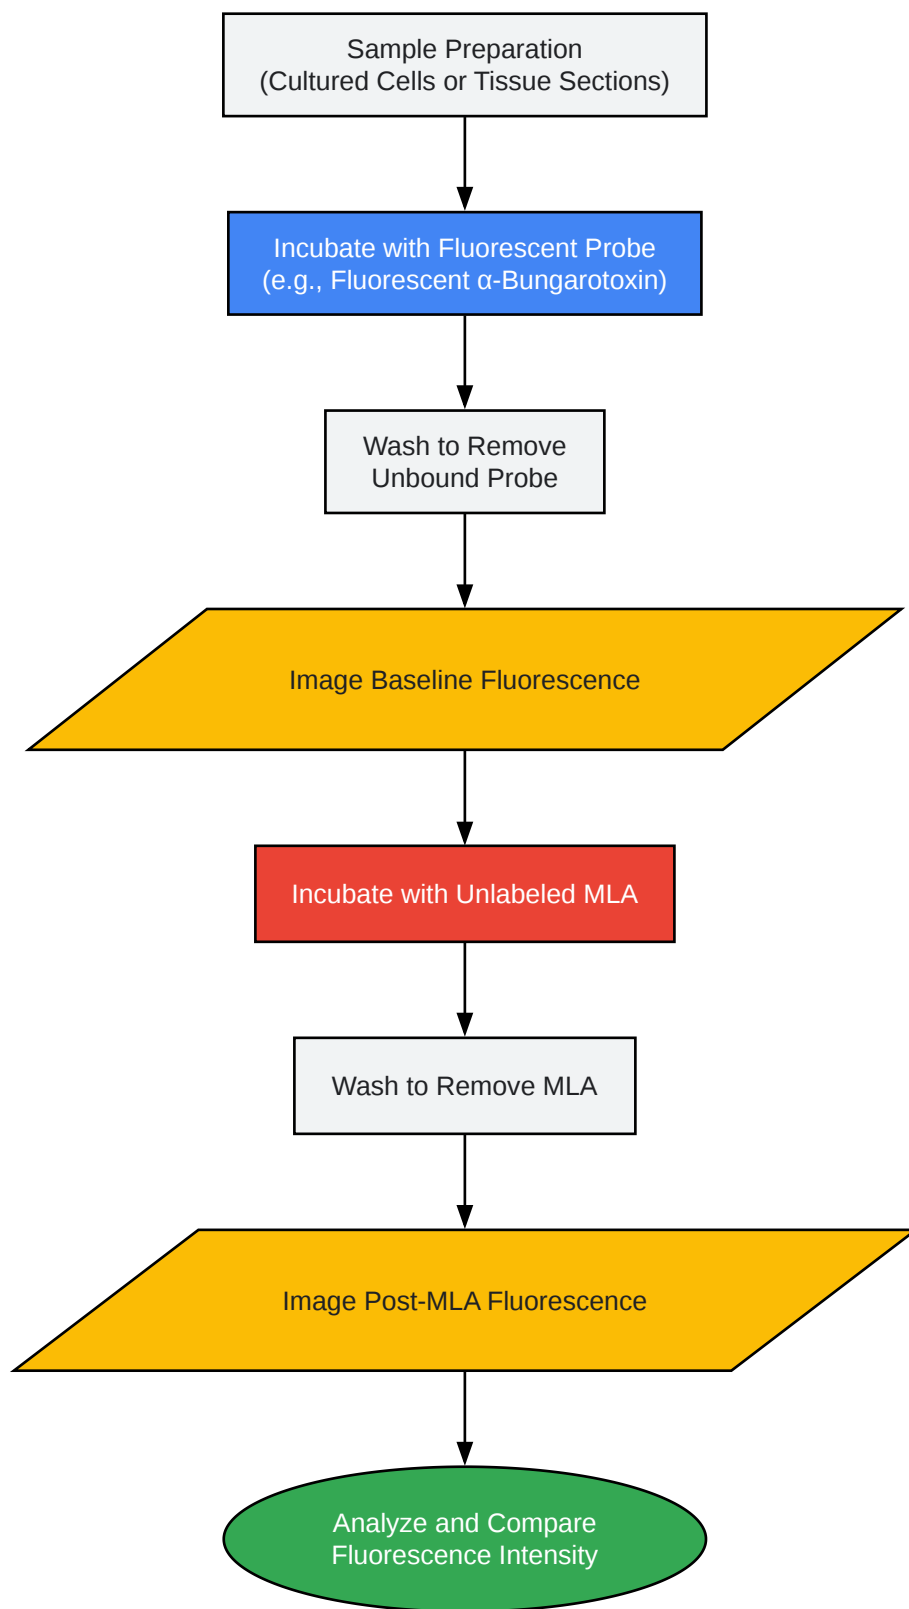 Sample Preparation
(Cultured Cells or Tissue Sections)
Incubate with Fluorescent Probe
(e.g., Fluorescent α-Bungarotoxin)
Wash to Remove
Unbound Probe
Image Baseline Fluorescence
Incubate with Unlabeled MLA
Wash to Remove MLA
Image Post-MLA Fluorescence
Analyze and Compare
Fluorescence Intensity